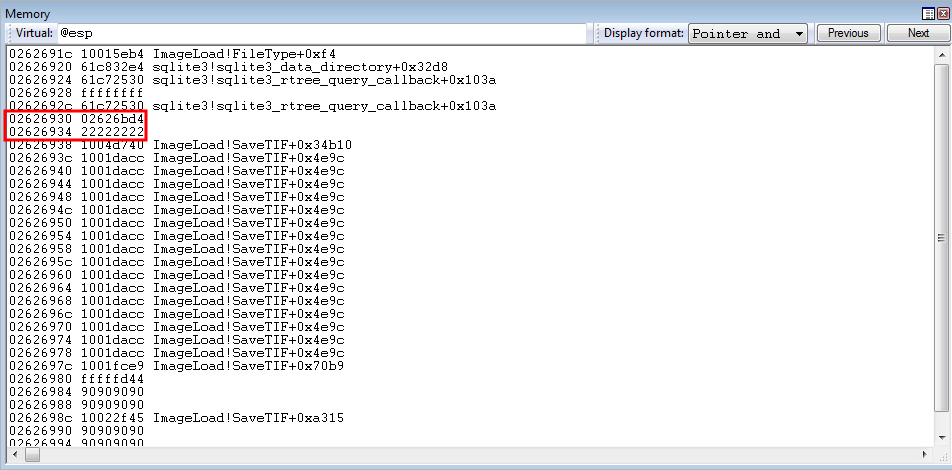 Memory
Virtual: @esp Display format: Pointer and Previous Next
0262691c 10015eb4 ImageLoad!FileType+0xf4
02626920 61c832e4 sqlite3!sqlite3_data_directory+0x32d8
02626924 61c72530 sqlite3!sqlite3_rtree_query_callback+0x103a
02626928 ffffffff
0262692c 61c72530 sqlite3!sqlite3_rtree_query_callback+0x103a
02626930 02626bd4
02626934 22222222
02626938 1004d740 ImageLoad!SaveTIF+0x34b10
0262693c 1001dacc ImageLoad!SaveTIF+0x4e9c
02626940 1001dacc ImageLoad!SaveTIF+0x4e9c
02626944 1001dacc ImageLoad!SaveTIF+0x4e9c
02626948 1001dacc ImageLoad!SaveTIF+0x4e9c
0262694c 1001dacc ImageLoad!SaveTIF+0x4e9c
02626950 1001dacc ImageLoad!SaveTIF+0x4e9c
02626954 1001dacc ImageLoad!SaveTIF+0x4e9c
02626958 1001dacc ImageLoad!SaveTIF+0x4e9c
0262695c 1001dacc ImageLoad!SaveTIF+0x4e9c
02626960 1001dacc ImageLoad!SaveTIF+0x4e9c
02626964 1001dacc ImageLoad!SaveTIF+0x4e9c
02626968 1001dacc ImageLoad!SaveTIF+0x4e9c
0262696c 1001dacc ImageLoad!SaveTIF+0x4e9c
02626970 1001dacc ImageLoad!SaveTIF+0x4e9c
02626974 1001dacc ImageLoad!SaveTIF+0x4e9c
02626978 1001dacc ImageLoad!SaveTIF+0x4e9c
0262697c 1001fce9 ImageLoad!SaveTIF+0x70b9
02626980 fffffd44
02626984 90909090
02626988 90909090
0262698c 10022f45 ImageLoad!SaveTIF+0xa315
02626990 90909090
02626994 90909090